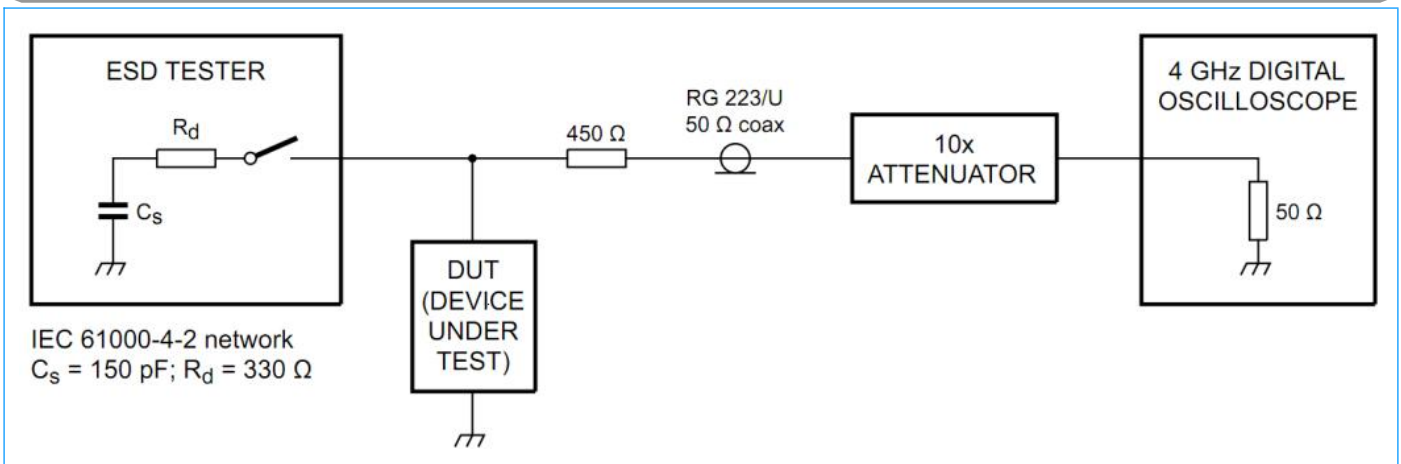 ESD TESTER
Rd
Cs
IEC 61000-4-2 network
Cs = 150 pF; Rd = 330 Ω
DUT
(DEVICE
UNDER
TEST)
450 Ω
RG 223/U
50 Ω coax
10x
ATTENUATOR
4 GHz DIGITAL
OSCILLOSCOPE
50 Ω